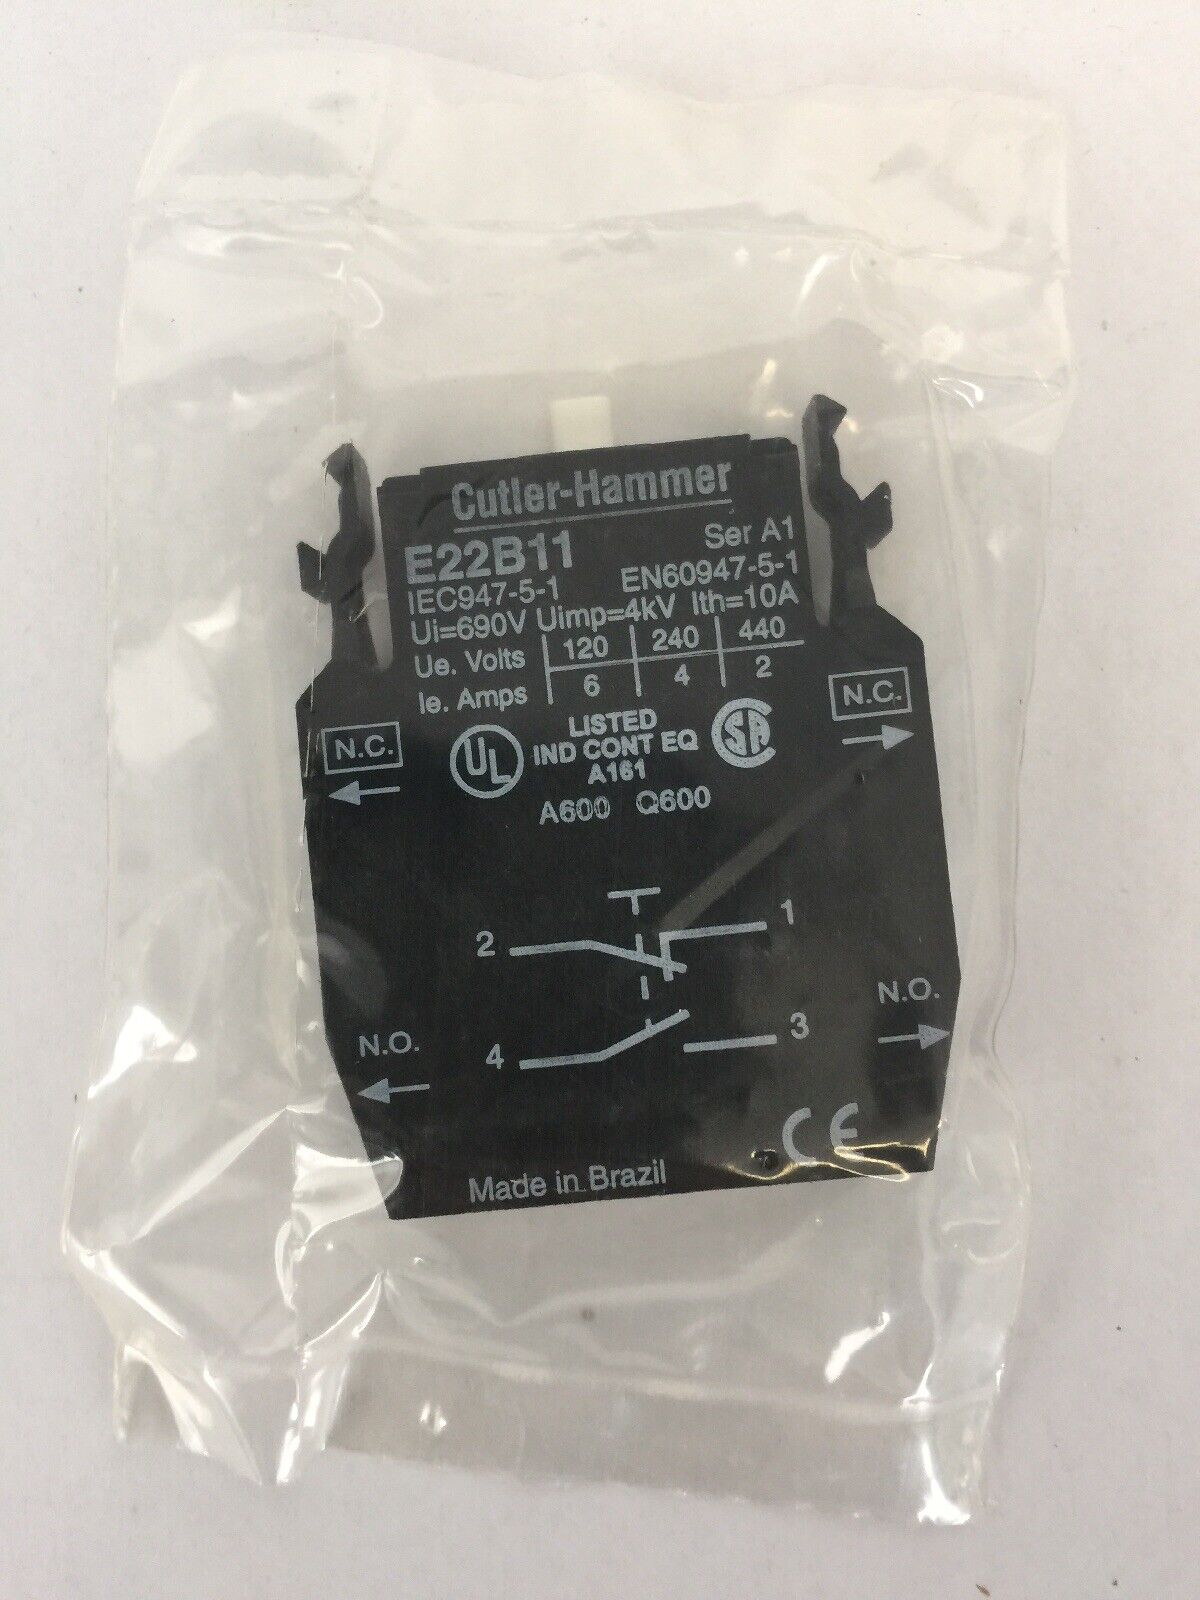 Cutler-Hammer
E22B11 Ser A1
IEC947-5-1 EN60947-5-1
Ui=690V Uimp=4kV Ith=10A
Ue. Volts 120 240 440
Ie. Amps 6 4 2
N.C. N.C.
UL LISTED IND CONT EQ A161 SA
A600 Q600
2 1
N.O. N.O.
4 3
CE
Made in Brazil